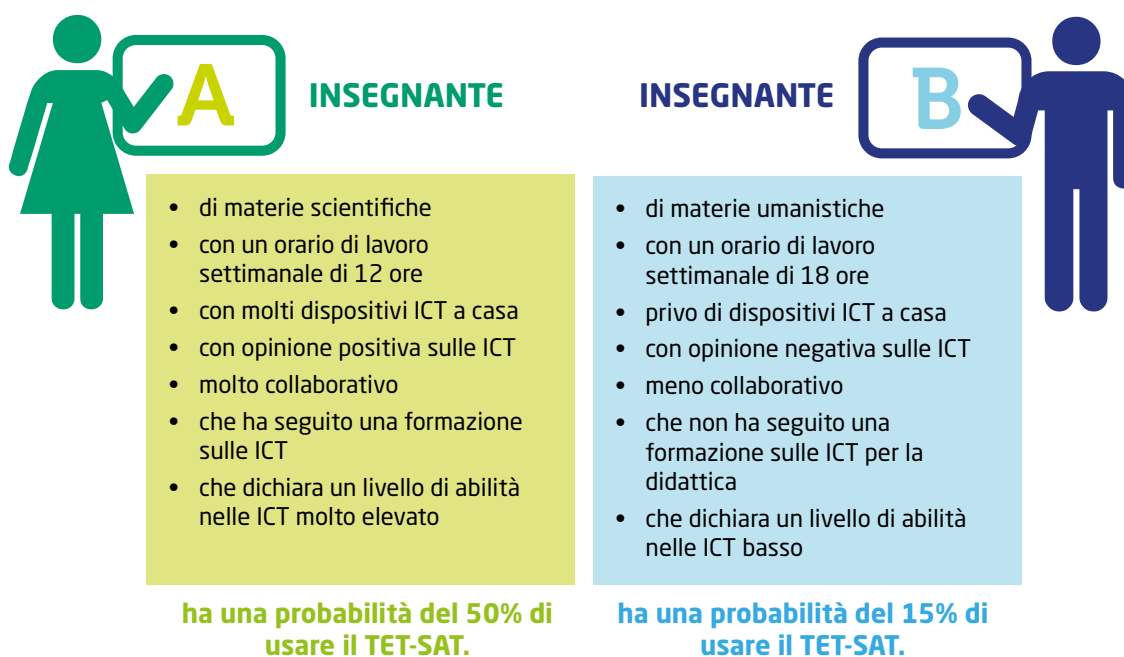 A
INSEGNANTE
• di materie scientifiche
• con un orario di lavoro
settimanale di 12 ore
• con molti dispositivi ICT a casa
• con opinione positiva sulle ICT
• molto collaborativo
• che ha seguito una formazione
sulle ICT
• che dichiara un livello di abilità
nelle ICT molto elevato
ha una probabilità del 50% di
usare il TET-SAT.
INSEGNANTE
B
• di materie umanistiche
• con un orario di lavoro
settimanale di 18 ore
• privo di dispositivi ICT a casa
• con opinione negativa sulle ICT
• meno collaborativo
• che non ha seguito una
formazione sulle ICT per la
didattica
• che dichiara un livello di abilità
nelle ICT basso
ha una probabilità del 15% di
usare il TET-SAT.